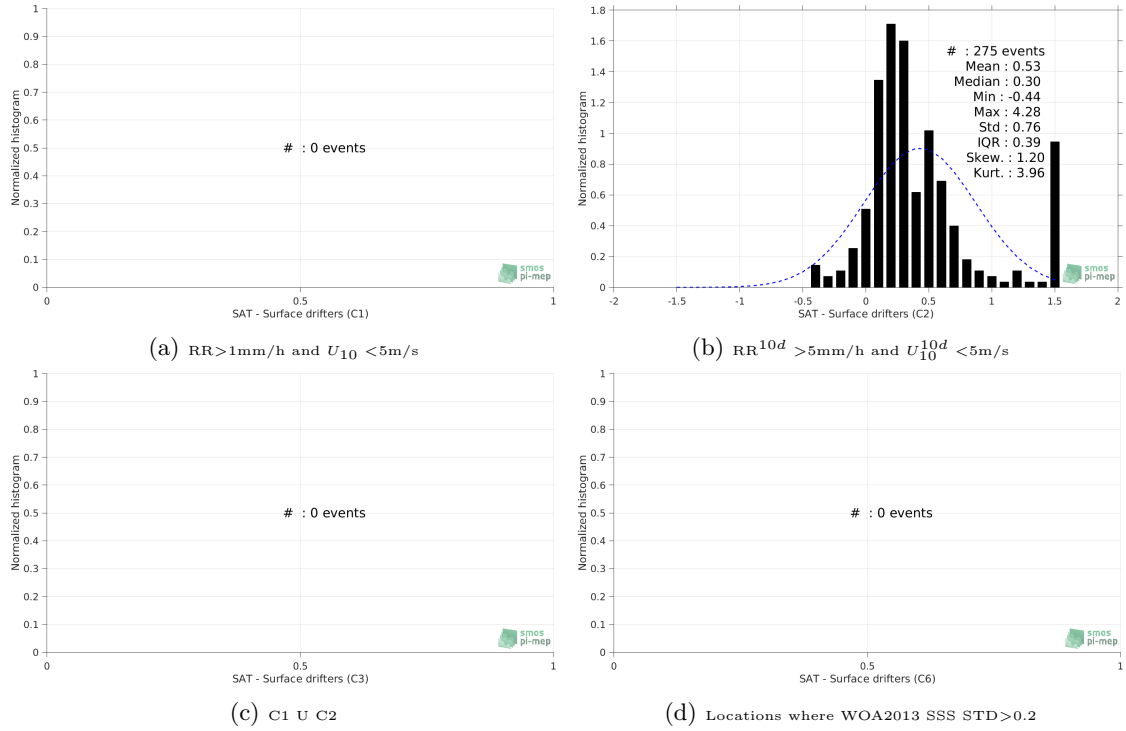 1
0.9
0.8
0.7
0.6
0.5
0.4
0.3
0.2
0.1
0
Normalized histogram
# : 0 events
smos
pi-mep
0 0.5 1
SAT - Surface drifters (C1)
(a) RR>1mm/h and U10 <5m/s
1.8
1.6
1.4
1.2
1
0.8
0.6
0.4
0.2
0
Normalized histogram
# : 275 events
Mean : 0.53
Median : 0.30
Min : -0.44
Max : 4.28
Std : 0.76
IQR : 0.39
Skew. : 1.20
Kurt. : 3.96
smos
pi-mep
-2 -1.5 -1 -0.5 0 0.5 1 1.5 2
SAT - Surface drifters (C2)
(b) RR10d >5mm/h and U10d10 <5m/s
1
0.9
0.8
0.7
0.6
0.5
0.4
0.3
0.2
0.1
0
Normalized histogram
# : 0 events
smos
pi-mep
0 0.5 1
SAT - Surface drifters (C3)
(c) C1 U C2
1
0.9
0.8
0.7
0.6
0.5
0.4
0.3
0.2
0.1
0
Normalized histogram
# : 0 events
smos
pi-mep
0 0.5 1
SAT - Surface drifters (C6)
(d) Locations where WOA2013 SSS STD>0.2